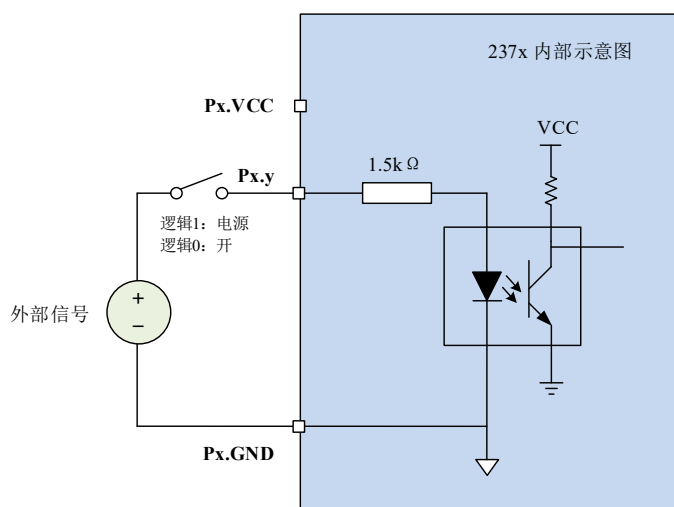 237x 内部示意图
Px.VCC
VCC
1.5k Ω
Px.y
逻辑1：电源
逻辑0：开
外部信号
+
−
Px.GND